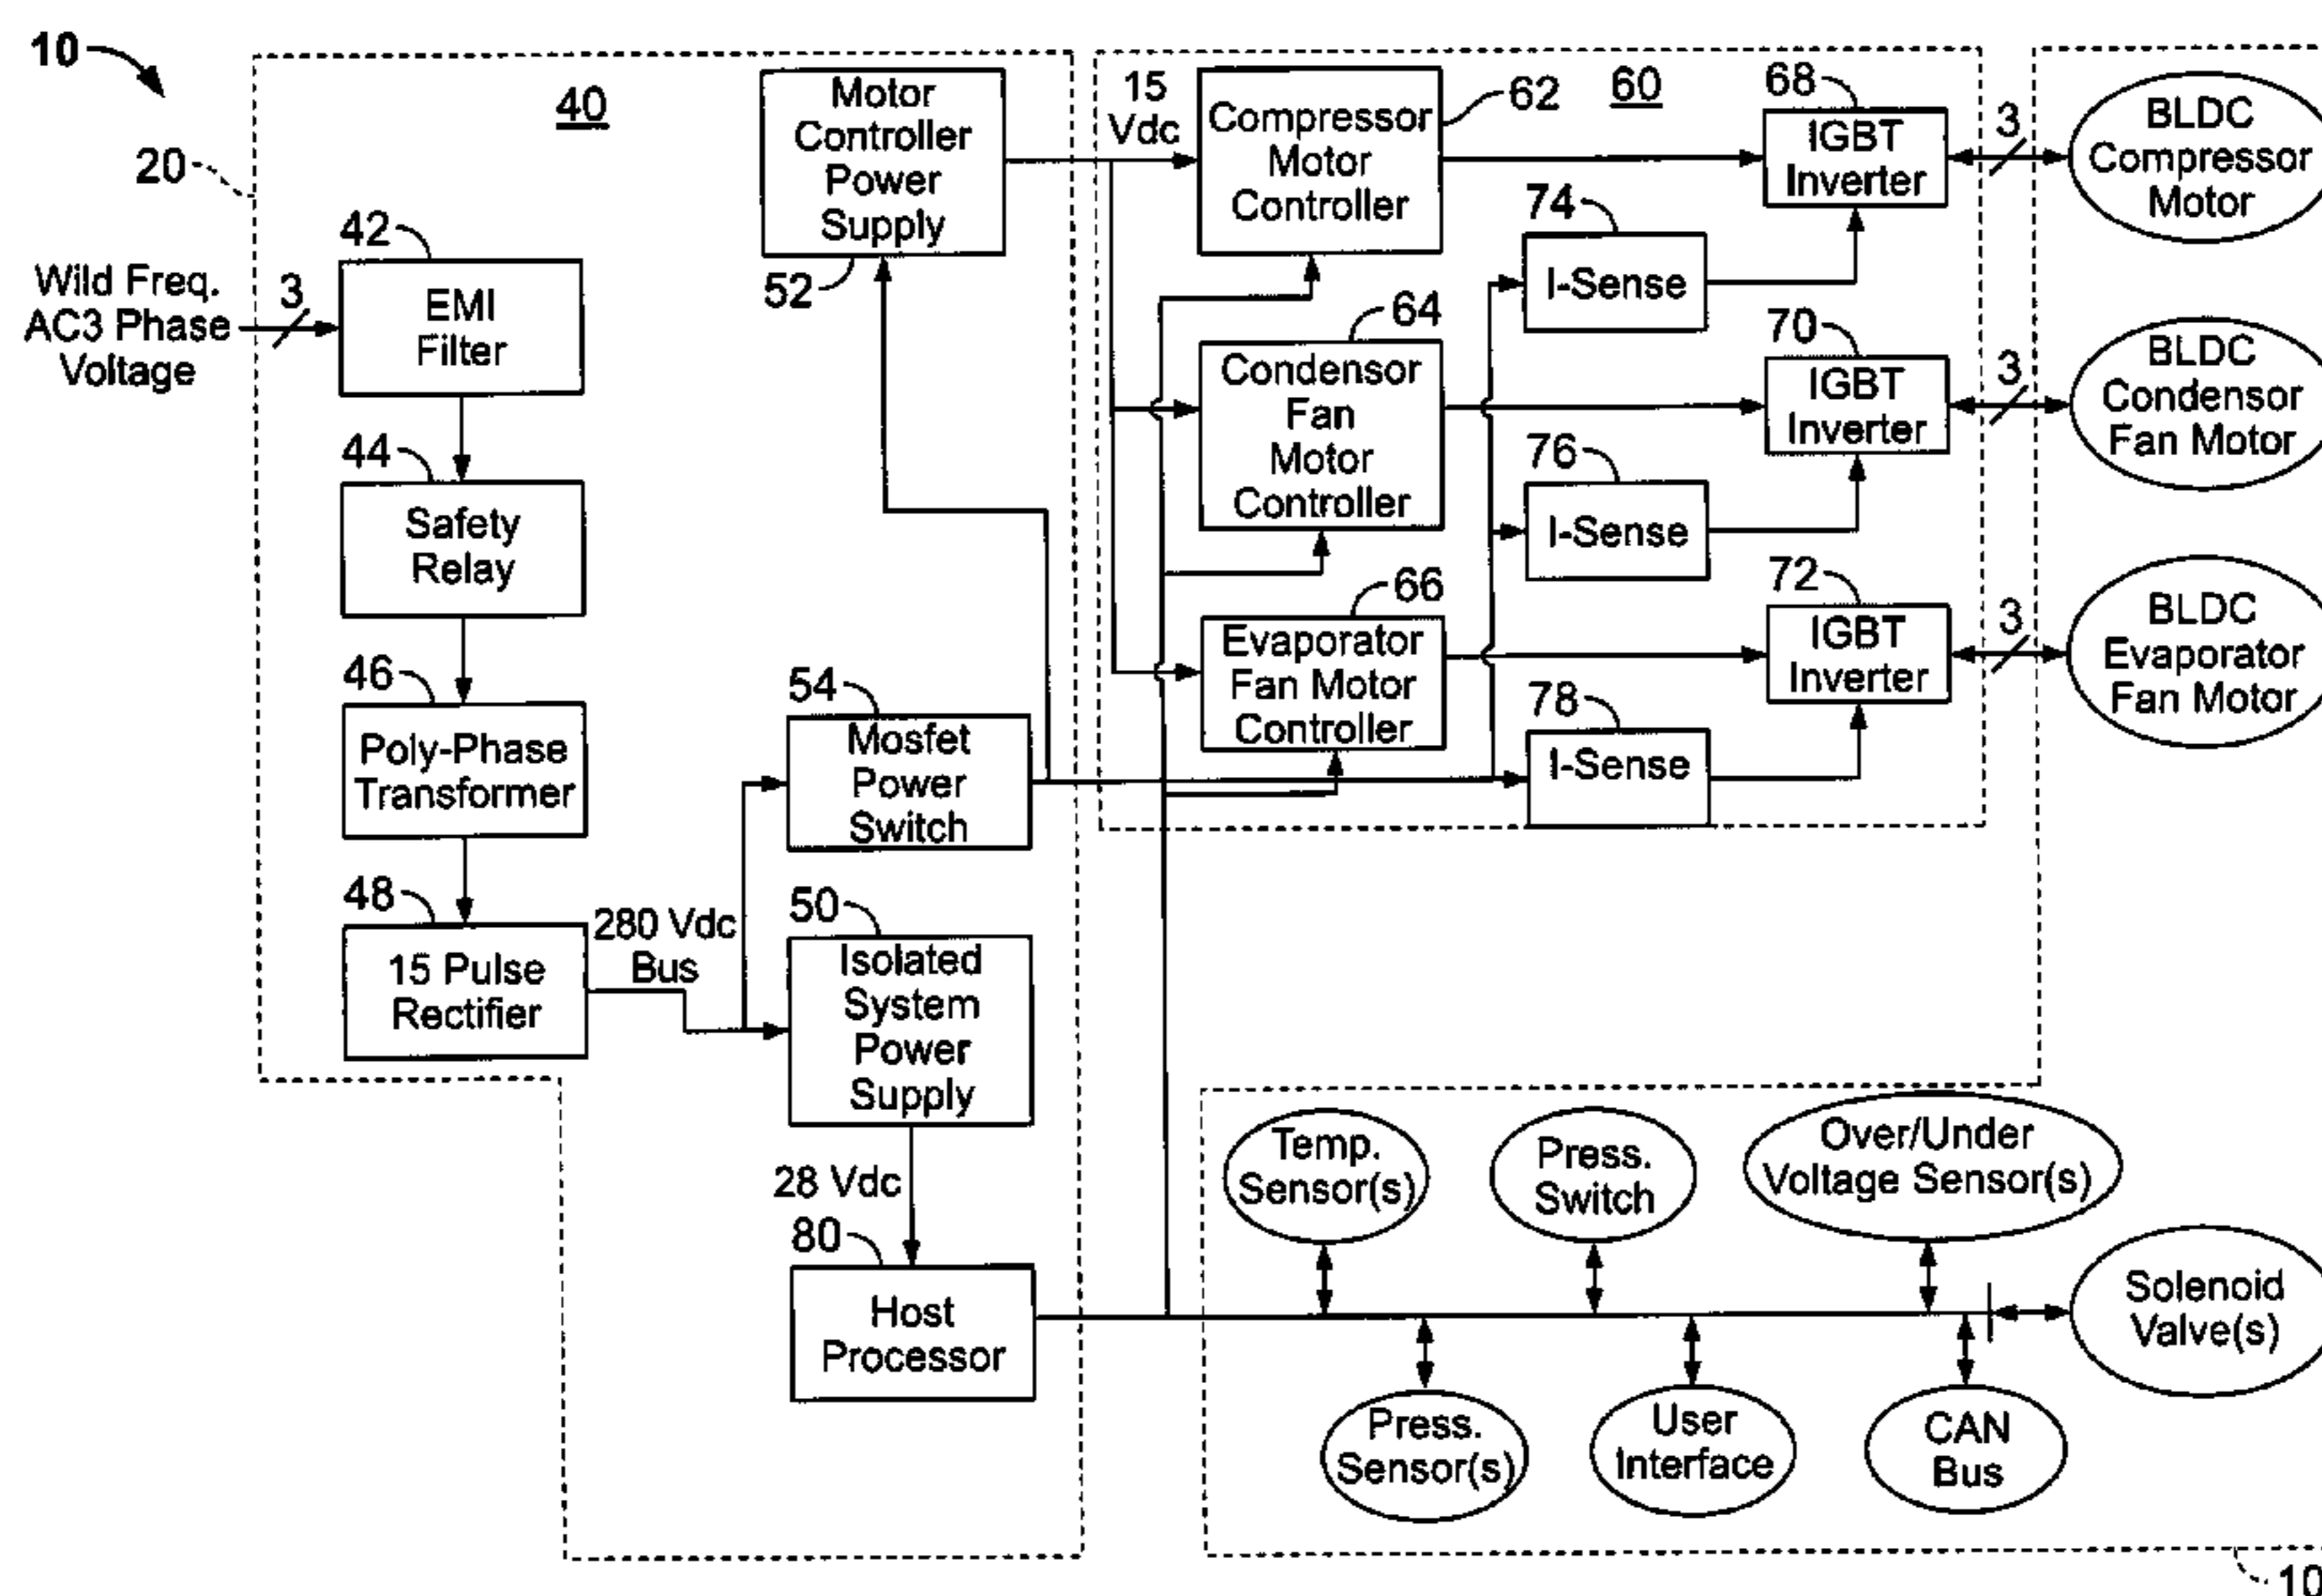 10
20
40
Wild Freq.
AC3 Phase
Voltage
3
42
EMI
Filter
44
Safety
Relay
46
Poly-Phase
Transformer
48
15 Pulse
Rectifier
280 Vdc
Bus
Motor
Controller
Power
Supply
52
54
Mosfet
Power
Switch
50
Isolated
System
Power
Supply
28 Vdc
80
Host
Processor
15
Vdc
60
Compressor
Motor
Controller
62
64
Condensor
Fan
Motor
Controller
66
Evaporator
Fan Motor
Controller
68
IGBT
Inverter
74
I-Sense
70
IGBT
Inverter
76
I-Sense
72
IGBT
Inverter
78
I-Sense
3
BLDC
Compressor
Motor
3
BLDC
Condensor
Fan Motor
3
BLDC
Evaporator
Fan Motor
Temp.
Sensor(s)
Press.
Switch
Over/Under
Voltage Sensor(s)
Solenoid
Valve(s)
Press.
Sensor(s)
User
Interface
CAN
Bus